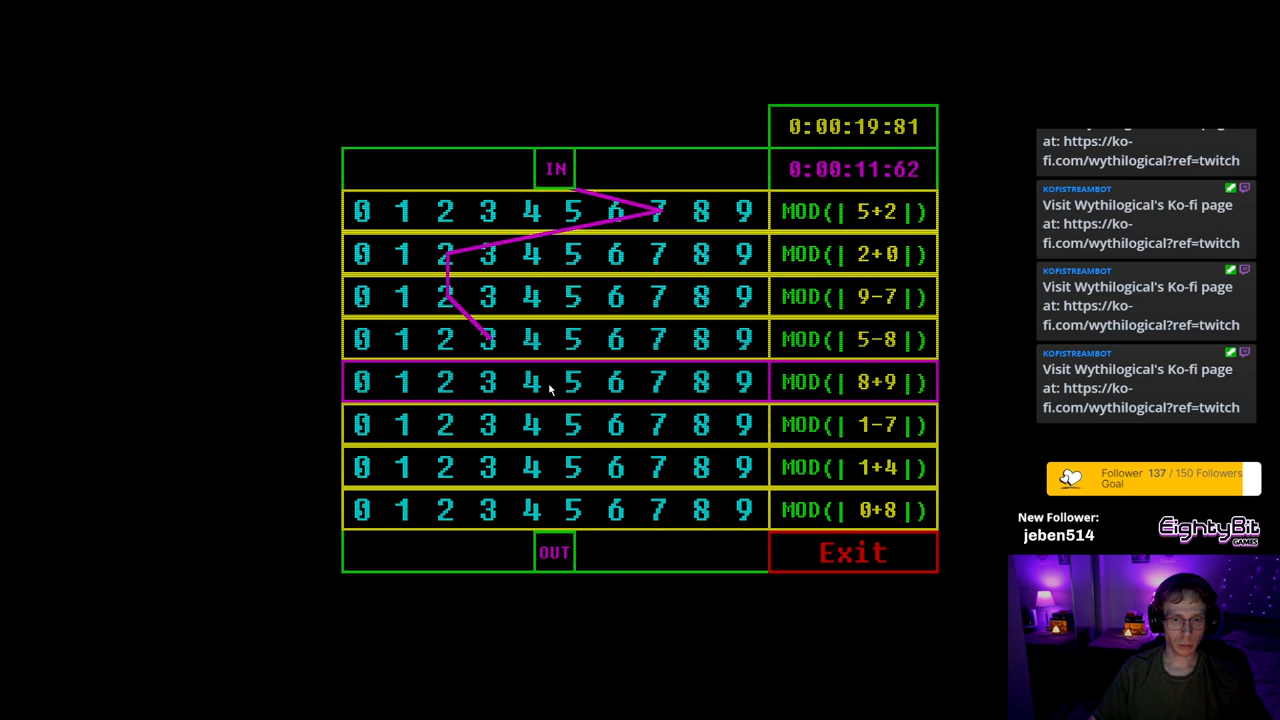 0:00:19:81
IN
0:00:11:62
0 1 2 3 4 5 6 7 8 9 MOD(| 5+2 |)
0 1 2 3 4 5 6 7 8 9 MOD(| 2+0 |)
0 1 2 3 4 5 6 7 8 9 MOD(| 9-7 |)
0 1 2 3 4 5 6 7 8 9 MOD(| 5-8 |)
0 1 2 3 4 5 6 7 8 9 MOD(| 8+9 |)
0 1 2 3 4 5 6 7 8 9 MOD(| 1-7 |)
0 1 2 3 4 5 6 7 8 9 MOD(| 1+4 |)
0 1 2 3 4 5 6 7 8 9 MOD(| 0+8 |)
OUT
Exit
at: https://ko-
fi.com/wythilogical?ref=twitch
KOFISTREAMBOT
Visit Wythilogical's Ko-fi page
at: https://ko-
fi.com/wythilogical?ref=twitch
KOFISTREAMBOT
Visit Wythilogical's Ko-fi page
at: https://ko-
fi.com/wythilogical?ref=twitch
KOFISTREAMBOT
Visit Wythilogical's Ko-fi page
at: https://ko-
fi.com/wythilogical?ref=twitch
Follower 137 / 150 Followers
Goal
New Follower:
jeben514
EightyBit
GAMES